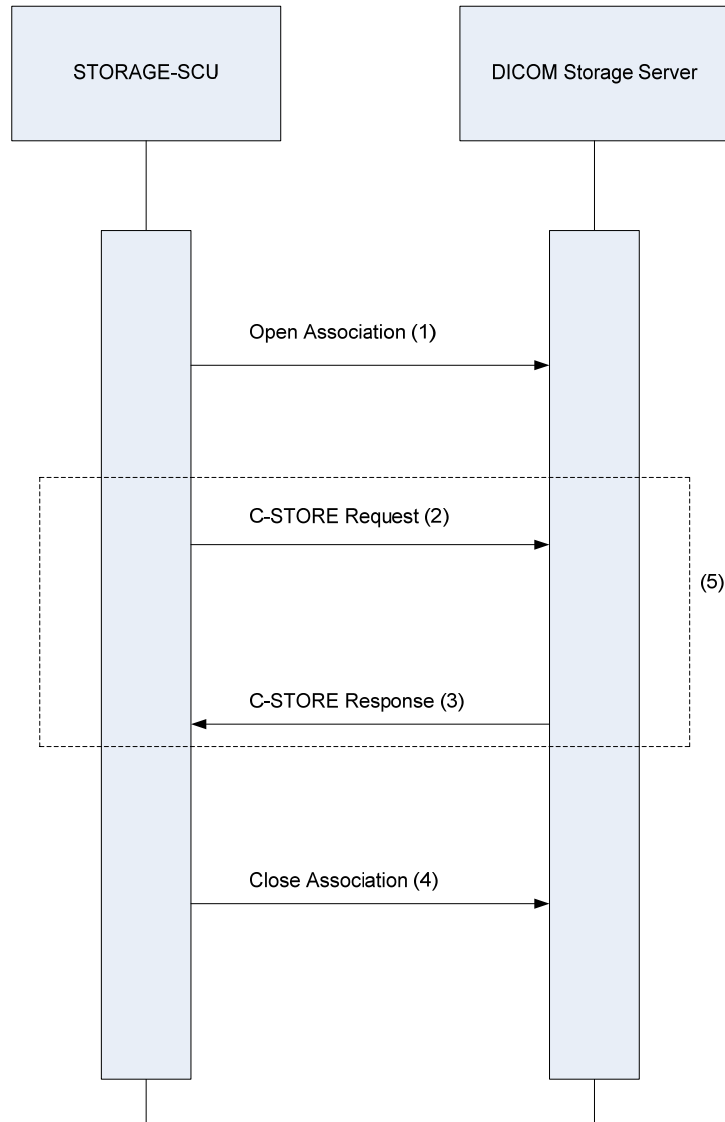 STORAGE-SCU
DICOM Storage Server
Open Association (1)
C-STORE Request (2)
(5)
C-STORE Response (3)
Close Association (4)